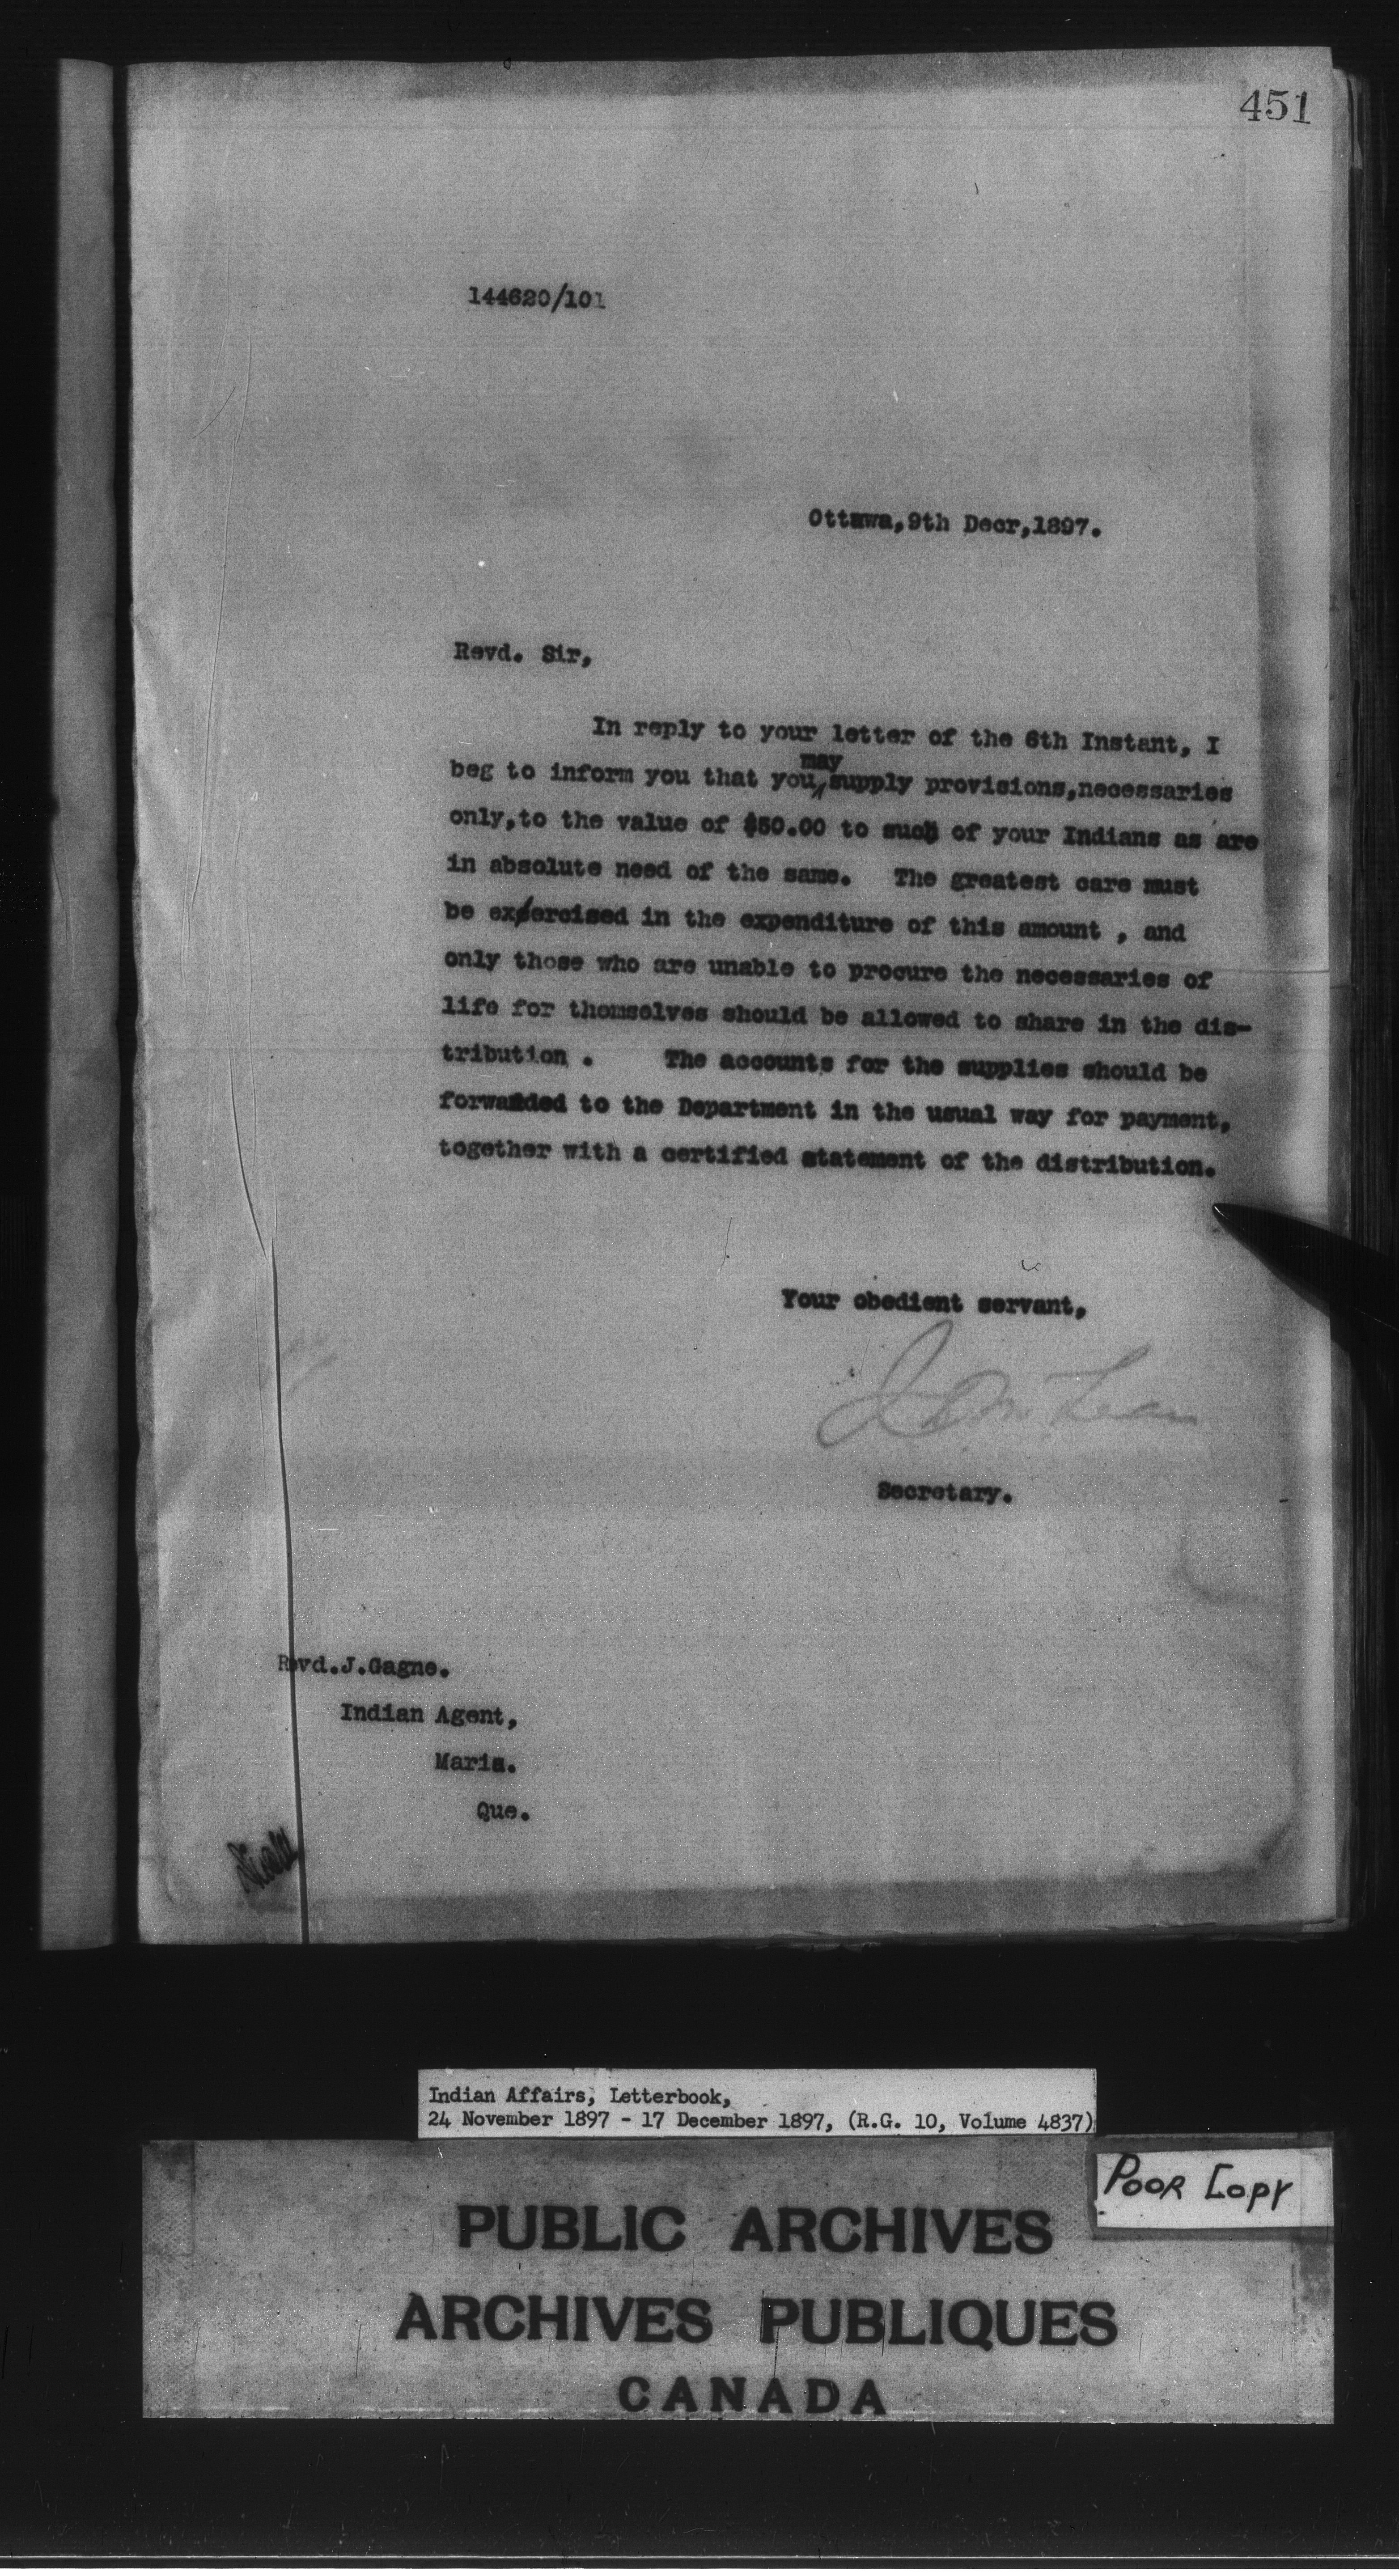 451
144620/101
Ottawa,9th Decr,1897.
Revd. Sir,
In reply to your letter of the 6th Instant, I
may
beg to inform you that you supply provisions,necessaries
only,to the value of $50.00 to such of your Indians as are
in absolute need of the same. The greatest care must
be exercised in the expenditure of this amount , and
only those who are unable to procure the necessaries of
life for themselves should be allowed to share in the dis-
tribution . The accounts for the supplies should be
forwarded to the Department in the usual way for payment,
together with a certified statement of the distribution.
Your obedient servant,
J D McLean
Secretary.
Revd.J.Gagne.
Indian Agent,
Maria.
Que.
Indian Affairs, Letterbook,
24 November 1897 - 17 December 1897, (R.G. 10, Volume 4837)
POOR COPY
PUBLIC ARCHIVES
ARCHIVES PUBLIQUES
CANADA